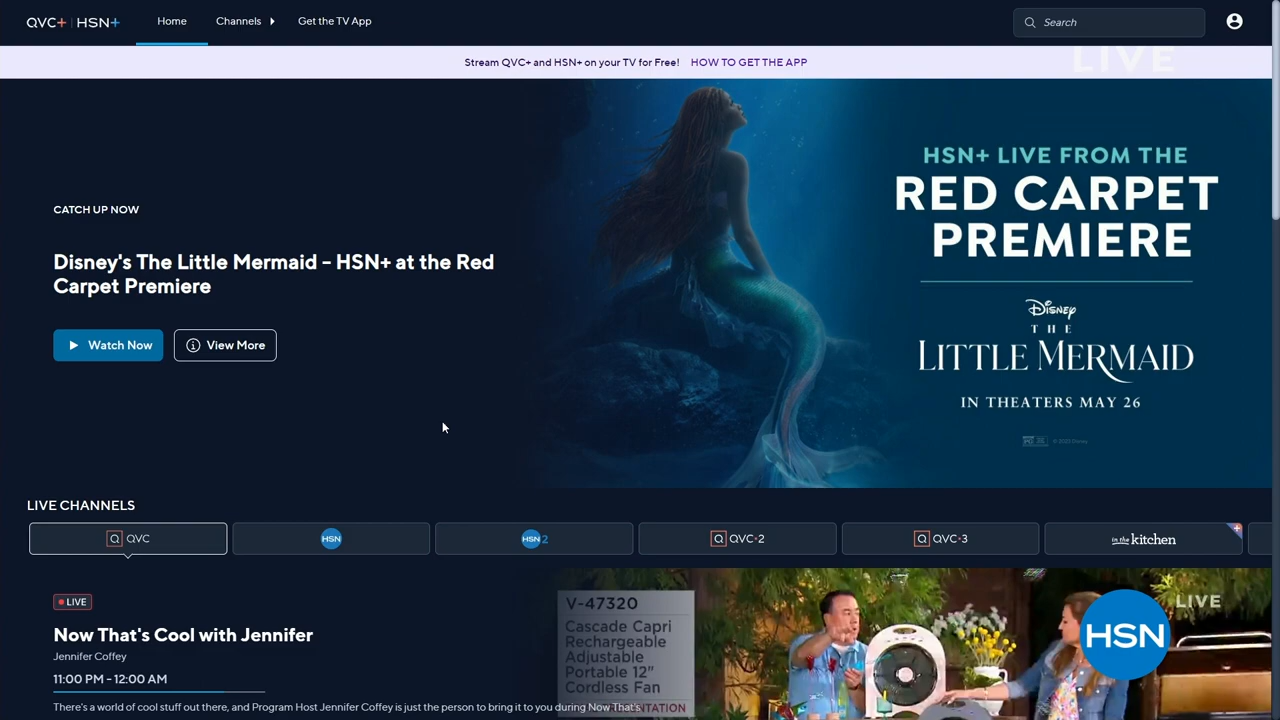 QVC+ | HSN+
Home
Channels
Get the TV App
Search
LIVE
Stream QVC+ and HSN+ on your TV for Free! HOW TO GET THE APP
CATCH UP NOW
Disney's The Little Mermaid - HSN+ at the Red
Carpet Premiere
Watch Now
View More
HSN+ LIVE FROM THE
RED CARPET
PREMIERE
Disney
THE
LITTLE MERMAID
IN THEATERS MAY 26
© 2023 Disney
LIVE CHANNELS
Q QVC
HSN
HSN2
Q QVC•2
Q QVC•3
in the kitchen
LIVE
Now That's Cool with Jennifer
Jennifer Coffey
11:00 PM - 12:00 AM
There's a world of cool stuff out there, and Program Host Jennifer Coffey is just the person to bring it to you during Now That's
V-47320
Cascade Capri
Rechargeable
Adjustable
Portable 12"
Cordless Fan
HSN
LIVE